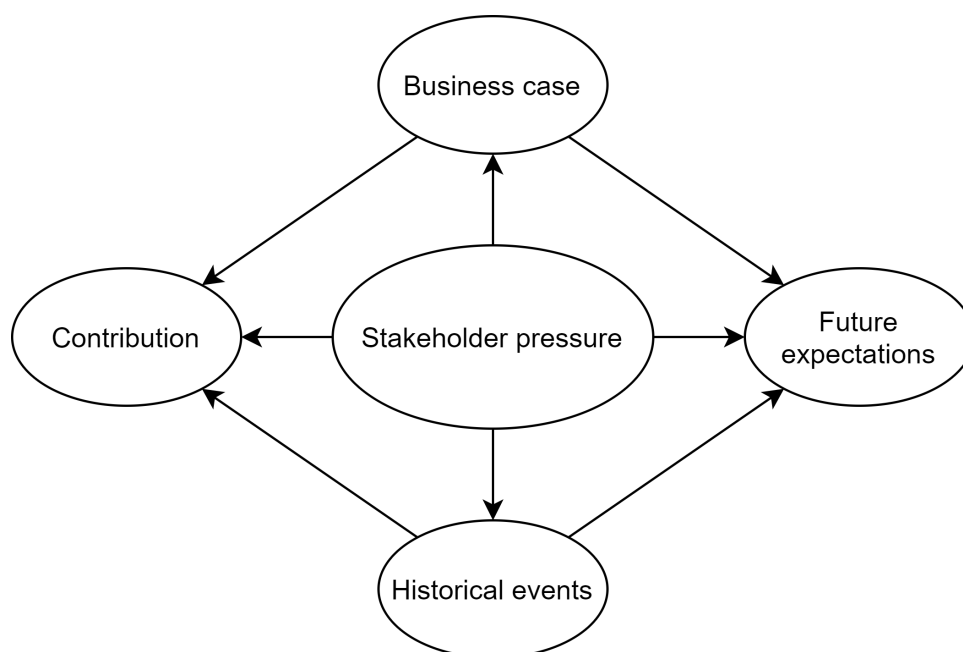 Business case
Contribution
Stakeholder pressure
Future
expectations
Historical events